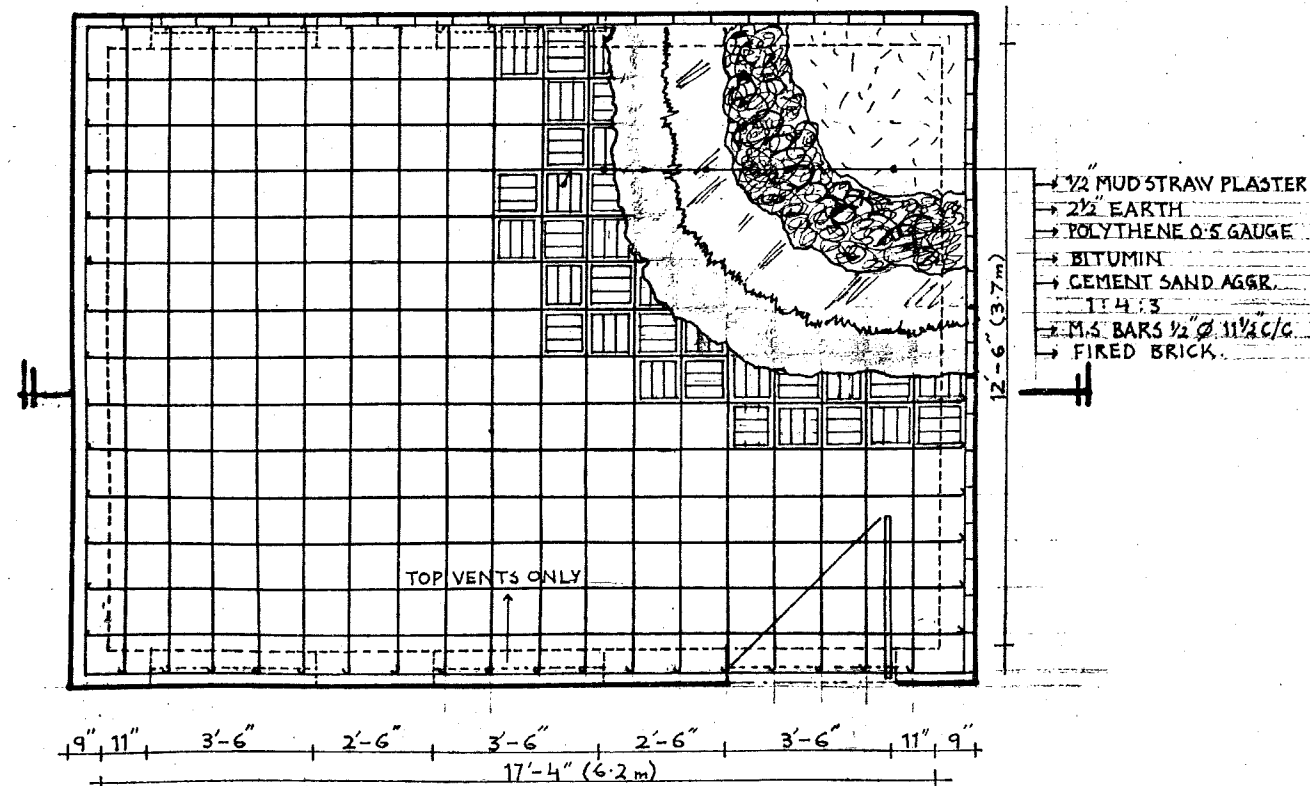 1/2" MUD STRAW PLASTER
2 1/2" EARTH
POLYTHENE 0.5 GAUGE
BITUMIN
CEMENT SAND AGGR.
1:4:3
M.S BARS 1/2" Ø 11 1/2" C/C
FIRED BRICK.
12'-6" (3.7m)
TOP VENTS ONLY
9" 11" 3'-6" 2'-6" 3'-6" 2'-6" 3'-6" 11" 9"
17'-4" (6.2m)